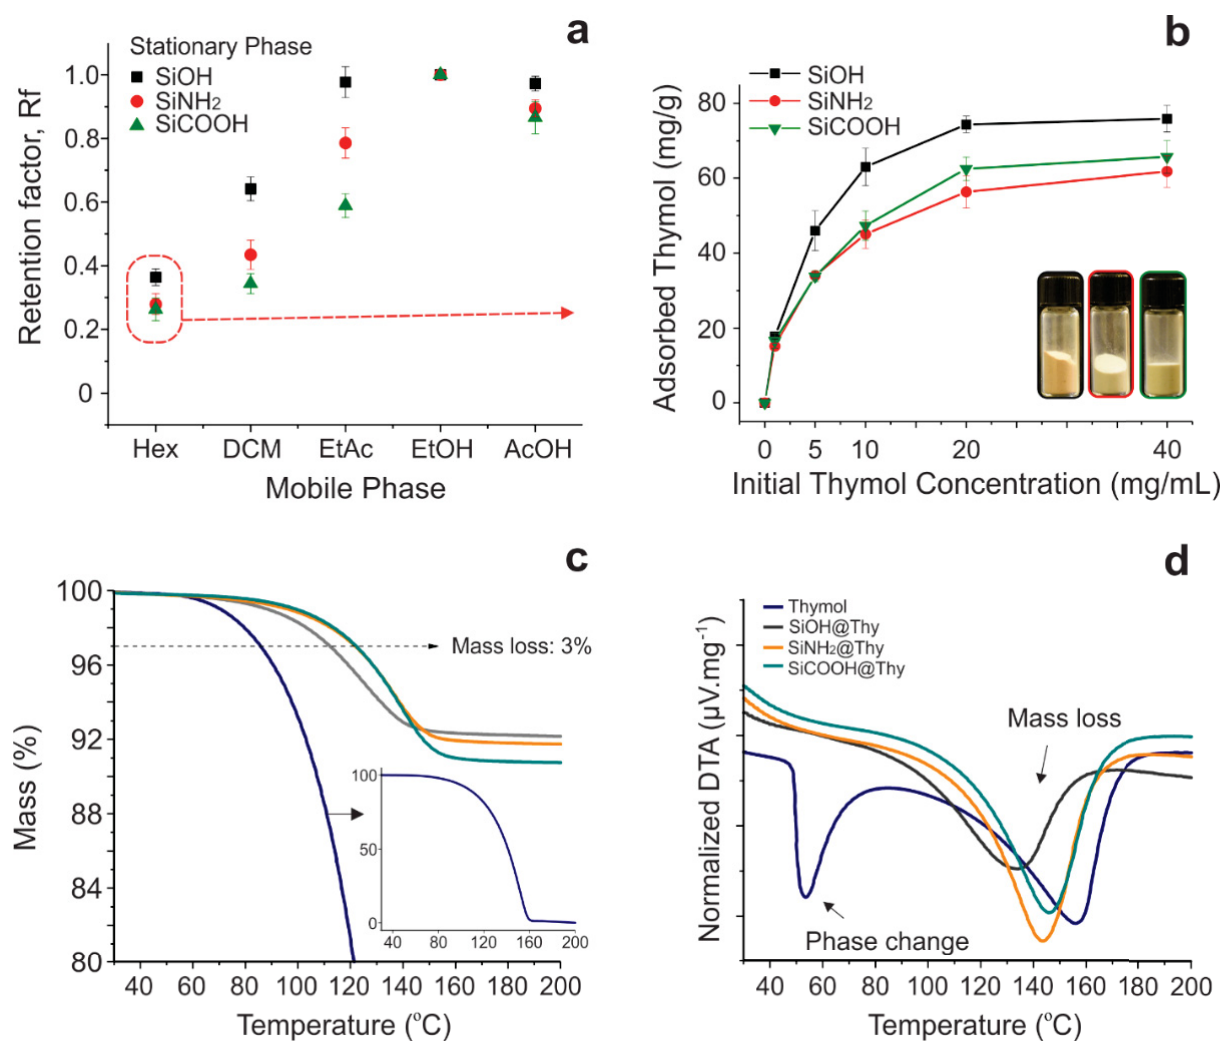 a
Stationary Phase
SiOH
SiNH₂
SiCOOH
Retention factor, Rf
1.0
0.8
0.6
0.4
0.2
0
Hex DCM EtAc EtOH AcOH
Mobile Phase
b
SiOH
SiNH₂
SiCOOH
Adsorbed Thymol (mg/g)
80
60
40
20
0
0 5 10 20 40
Initial Thymol Concentration (mg/mL)
c
Mass (%)
100
96
92
88
84
80
Mass loss: 3%
100
50
0
40 80 120 160 200
40 60 80 100 120 140 160 180 200
Temperature (°C)
d
Thymol
SiOH@Thy
SiNH₂@Thy
SiCOOH@Thy
Normalized DTA (µV.mg⁻¹)
Mass loss
Phase change
40 60 80 100 120 140 160 180 200
Temperature (°C)